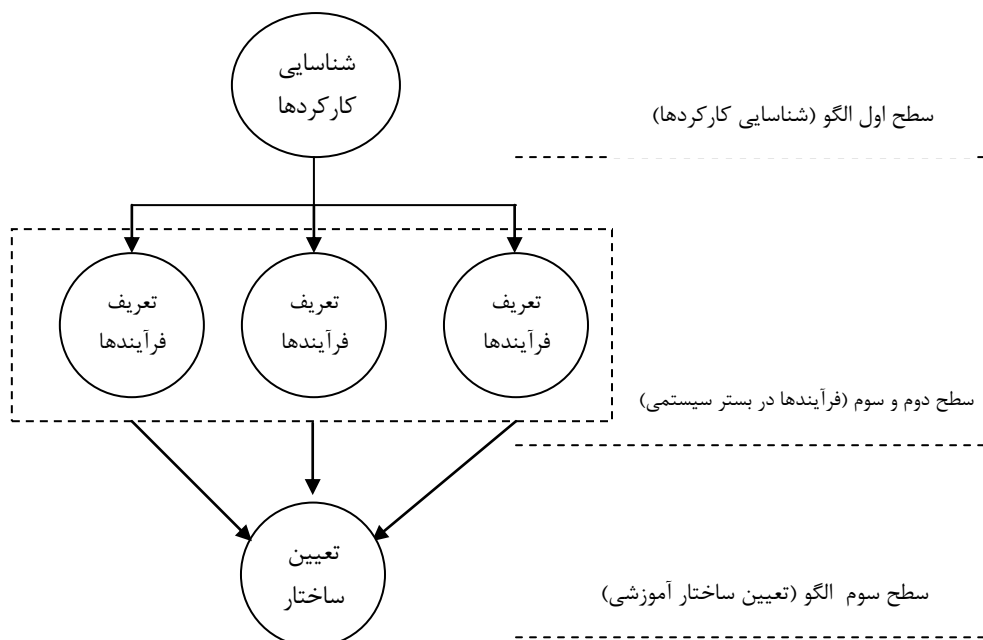 شناسایی
کارکردها
سطح اول الگو (شناسایی کارکردها)
تعریف
فرآیندها
تعریف
فرآیندها
تعریف
فرآیندها
سطح دوم و سوم (فرآیندها در بستر سیستمی)
تعیین
ساختار
سطح سوم الگو (تعیین ساختار آموزشی)